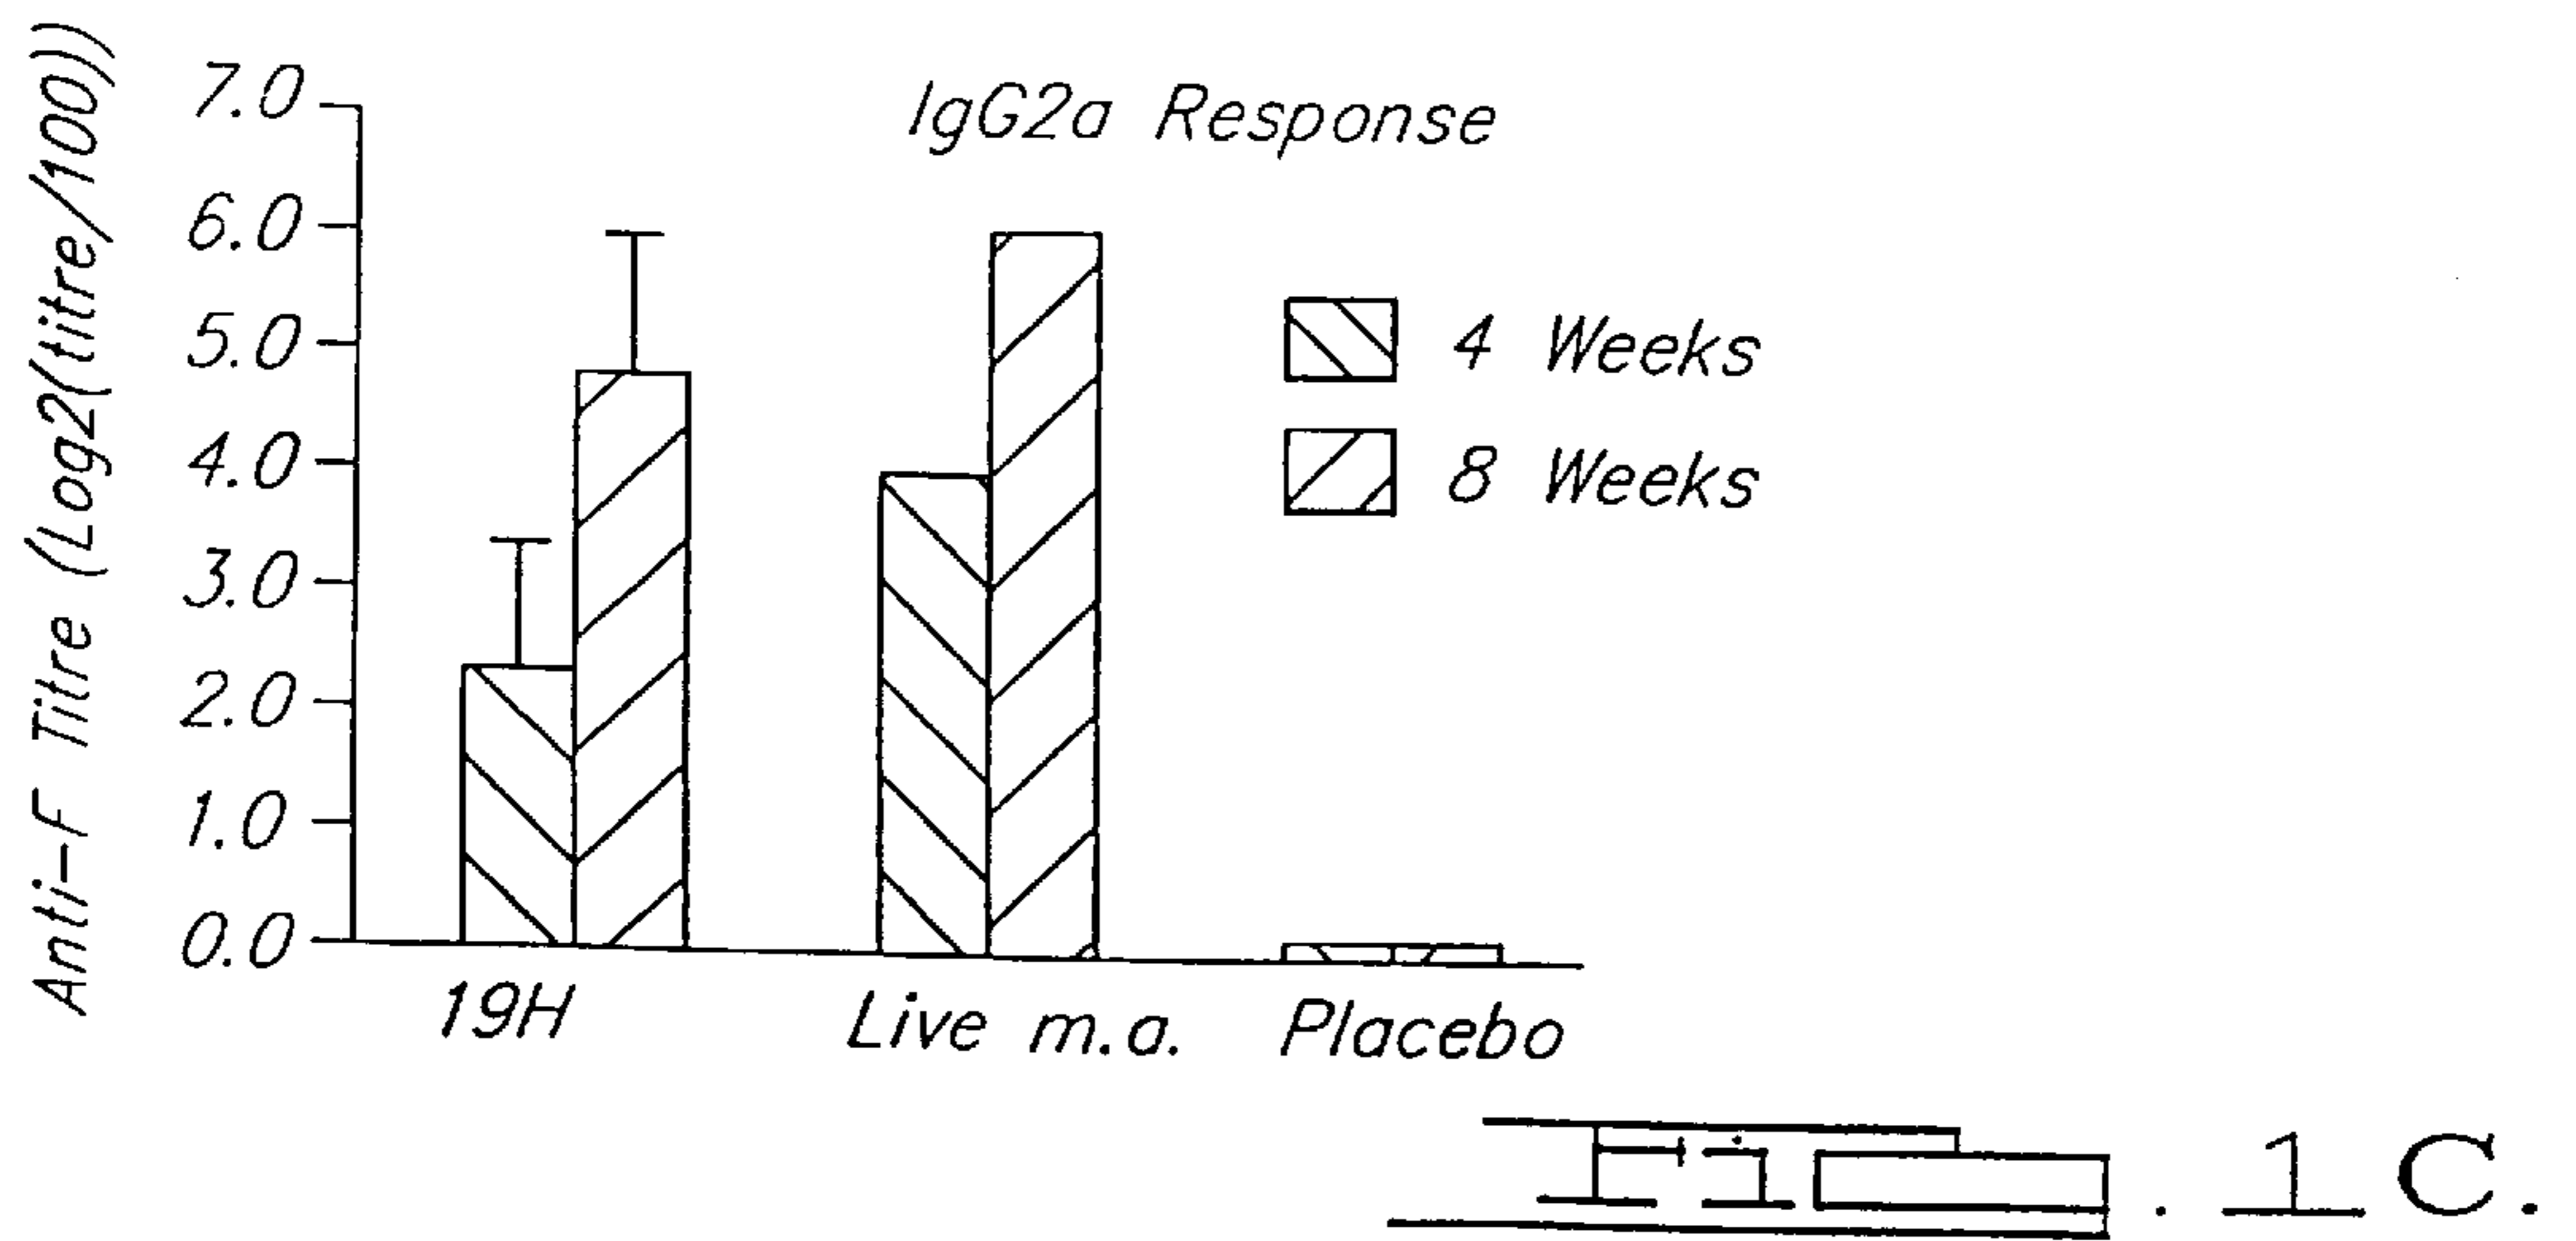 IgG2a Response
Anti-F Titre (Log2(titre/100))
7.0
6.0
5.0
4.0
3.0
2.0
1.0
0.0
4 Weeks
8 Weeks
19H
Live m.a.
Placebo
Fig. 1C.